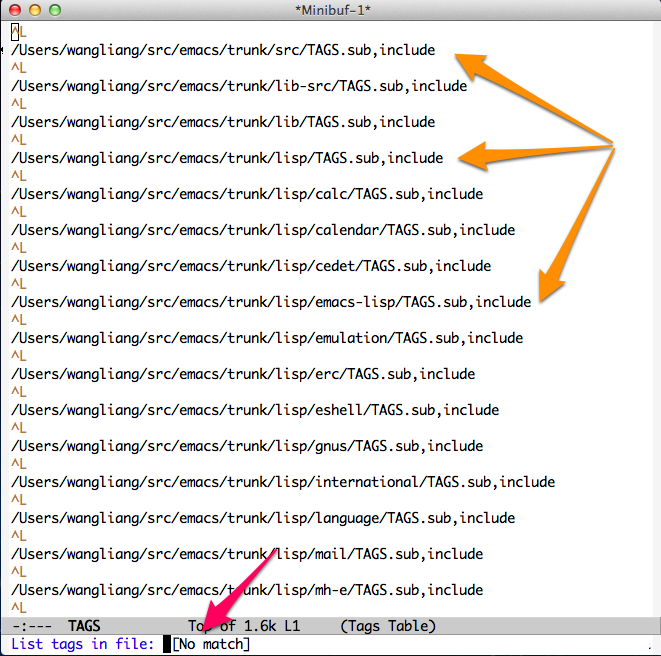 *Minibuf-1*
^L
/Users/wangliang/src/emacs/trunk/src/TAGS.sub,include
^L
/Users/wangliang/src/emacs/trunk/lib-src/TAGS.sub,include
^L
/Users/wangliang/src/emacs/trunk/lib/TAGS.sub,include
^L
/Users/wangliang/src/emacs/trunk/lisp/TAGS.sub,include
^L
/Users/wangliang/src/emacs/trunk/lisp/calc/TAGS.sub,include
^L
/Users/wangliang/src/emacs/trunk/lisp/calendar/TAGS.sub,include
^L
/Users/wangliang/src/emacs/trunk/lisp/cedet/TAGS.sub,include
^L
/Users/wangliang/src/emacs/trunk/lisp/emacs-lisp/TAGS.sub,include
^L
/Users/wangliang/src/emacs/trunk/lisp/emulation/TAGS.sub,include
^L
/Users/wangliang/src/emacs/trunk/lisp/erc/TAGS.sub,include
^L
/Users/wangliang/src/emacs/trunk/lisp/eshell/TAGS.sub,include
^L
/Users/wangliang/src/emacs/trunk/lisp/gnus/TAGS.sub,include
^L
/Users/wangliang/src/emacs/trunk/lisp/international/TAGS.sub,include
^L
/Users/wangliang/src/emacs/trunk/lisp/language/TAGS.sub,include
^L
/Users/wangliang/src/emacs/trunk/lisp/mail/TAGS.sub,include
^L
/Users/wangliang/src/emacs/trunk/lisp/mh-e/TAGS.sub,include
^L
-:--- TAGS Top of 1.6k L1 (Tags Table)
List tags in file: [No match]